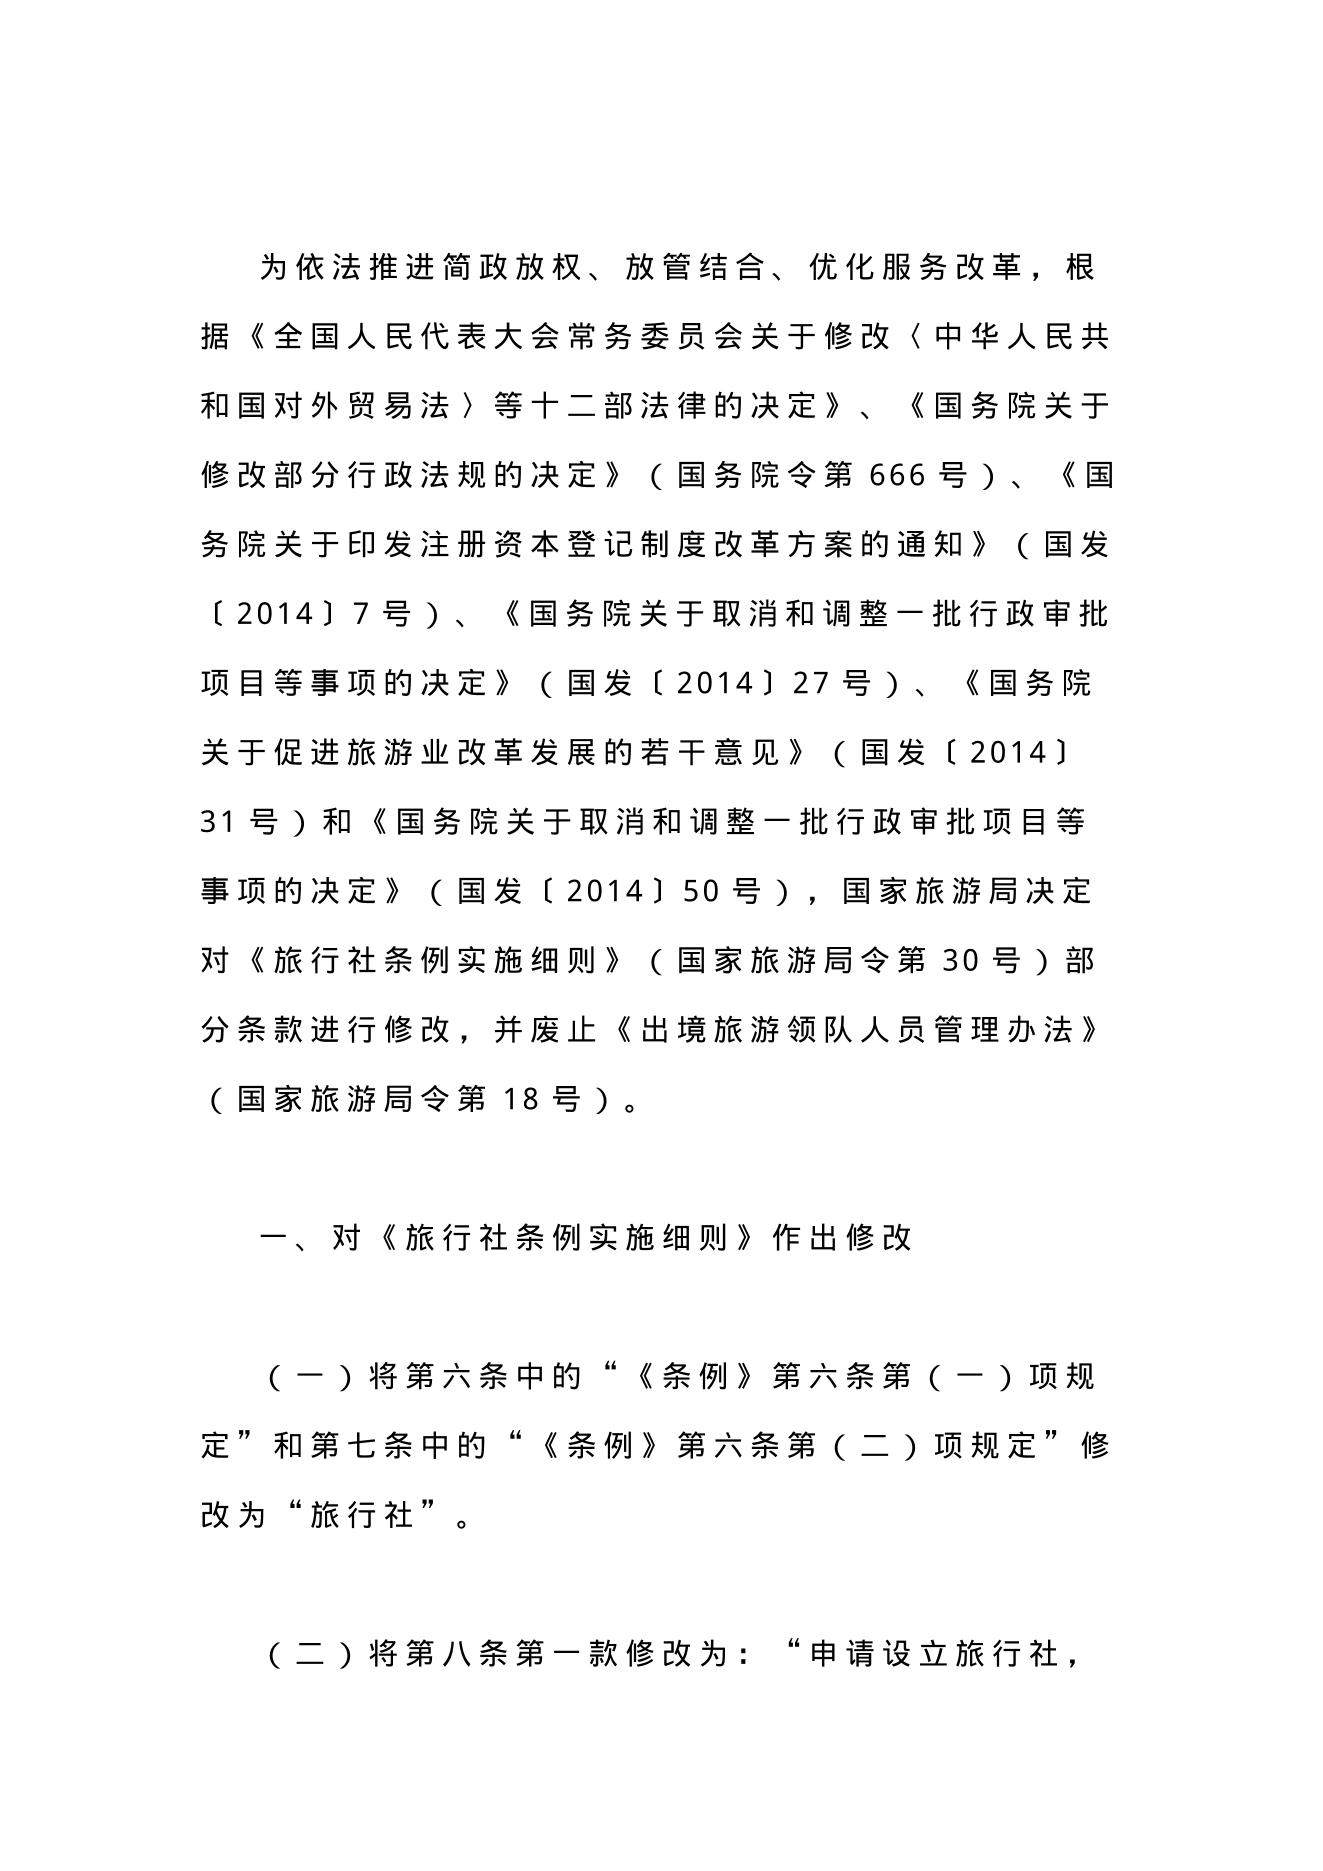 为依法推进简政放权、放管结合、优化服务改革，根
据《全国人民代表大会常务委员会关于修改〈中华人民共
和国对外贸易法〉等十二部法律的决定》、《国务院关于
修改部分行政法规的决定》（国务院令第 666 号）、《国
务院关于印发注册资本登记制度改革方案的通知》（国发
〔2014〕7 号）、《国务院关于取消和调整一批行政审批
项目等事项的决定》（国发〔2014〕27 号）、《国务院
关于促进旅游业改革发展的若干意见》（国发〔2014〕
31 号）和《国务院关于取消和调整一批行政审批项目等
事项的决定》（国发〔2014〕50 号），国家旅游局决定
对《旅行社条例实施细则》（国家旅游局令第 30 号）部
分条款进行修改，并废止《出境旅游领队人员管理办法》
（国家旅游局令第 18 号）。
一、对《旅行社条例实施细则》作出修改
（一）将第六条中的“《条例》第六条第（一）项规
定”和第七条中的“《条例》第六条第（二）项规定”修
改为“旅行社”。
（二）将第八条第一款修改为：“申请设立旅行社，